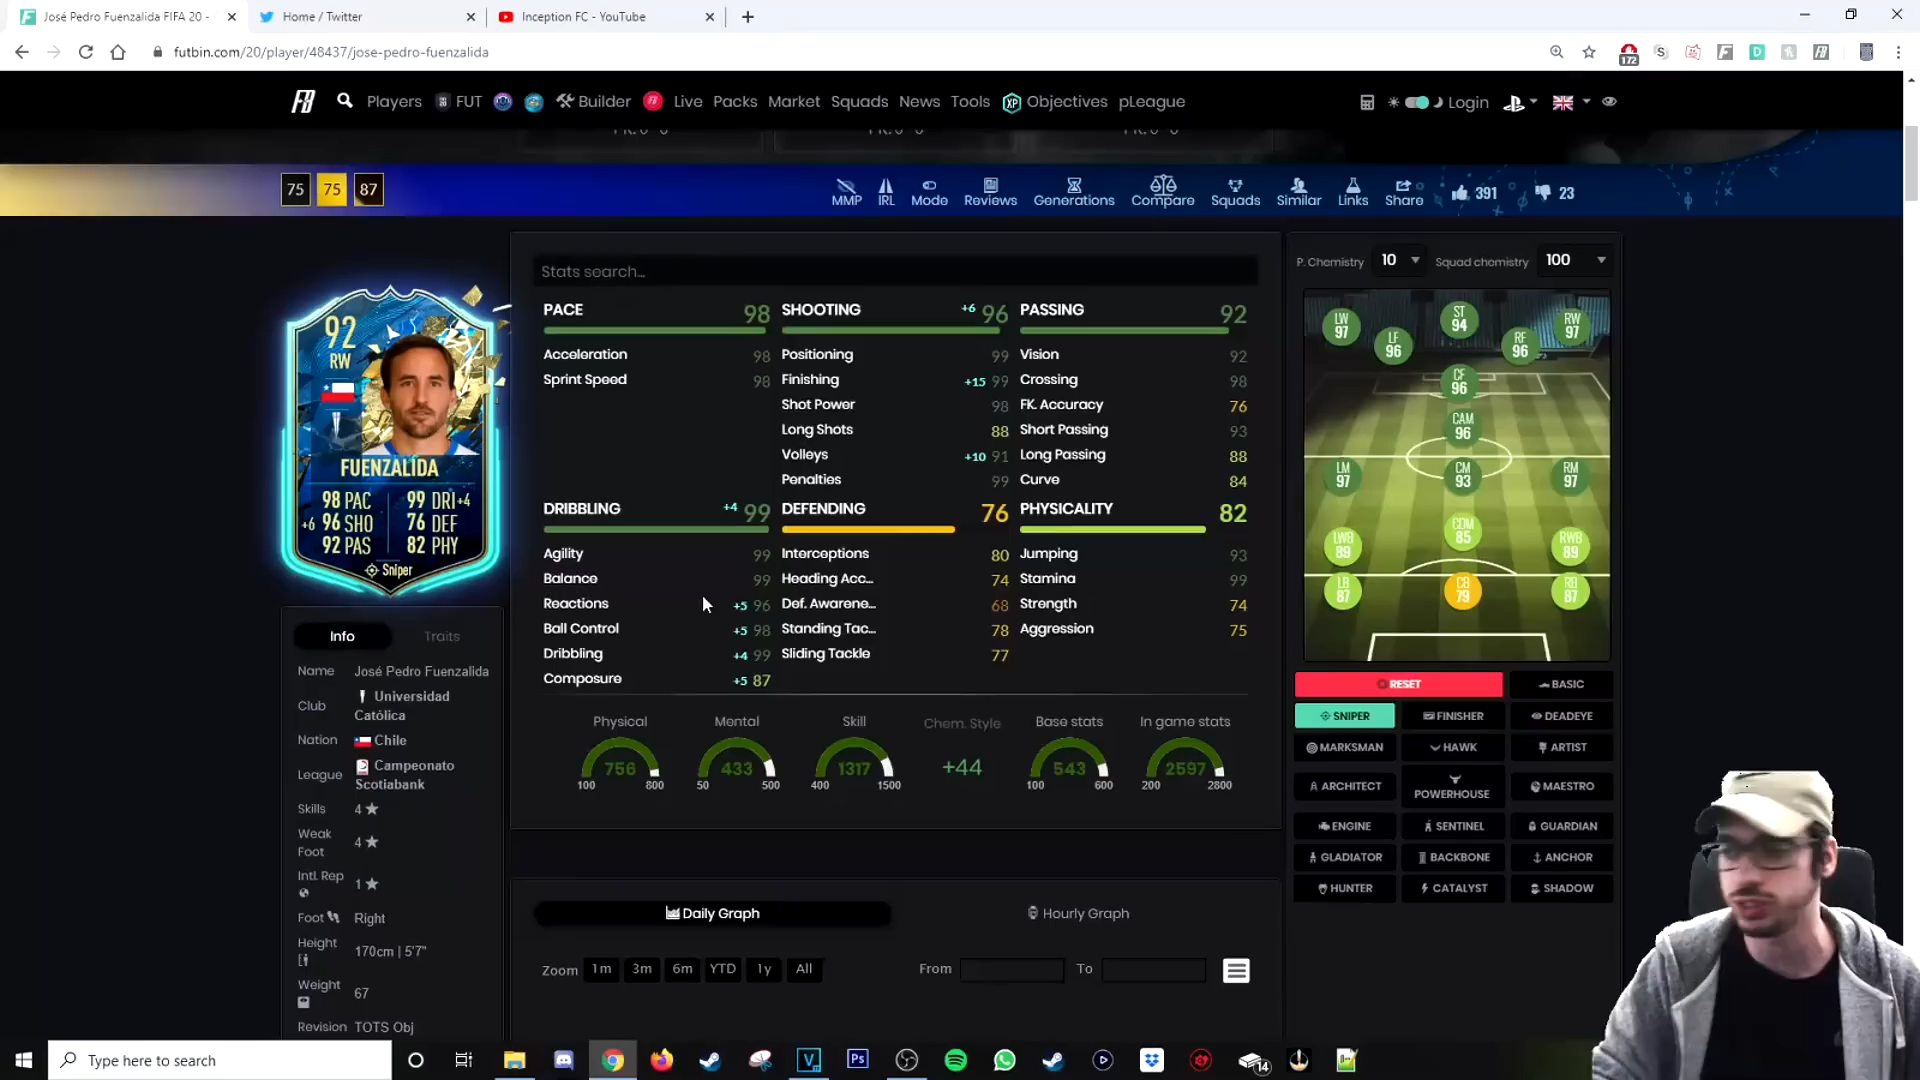 José Pedro Fuenzalida FIFA 20 -
Home / Twitter
Inception FC - YouTube
futbin.com/20/player/48437/jose-pedro-fuenzalida
172
FB Players FUT Builder Live Packs Market Squads News Tools XP Objectives pLeague Login
75 75 87
MMP IRL Mode Reviews Generations Compare Squads Similar Links Share 391 23
Stats search...
P. Chemistry 10 Squad chemistry 100
92
RW
FUENZALIDA
98 PAC 99 DRI+4
+6 96 SHO 76 DEF
92 PAS 82 PHY
Sniper
PACE 98
Acceleration 98
Sprint Speed 98
SHOOTING +6 96
Positioning 99
Finishing +15 99
Shot Power 98
Long Shots 88
Volleys +10 91
Penalties 99
PASSING 92
Vision 92
Crossing 98
FK. Accuracy 76
Short Passing 93
Long Passing 88
Curve 84
DRIBBLING +4 99
Agility 99
Balance 99
Reactions +5 96
Ball Control +5 98
Dribbling +4 99
Composure +5 87
DEFENDING 76
Interceptions 80
Heading Acc... 74
Def. Awarene... 68
Standing Tac... 78
Sliding Tackle 77
PHYSICALITY 82
Jumping 93
Stamina 99
Strength 74
Aggression 75
Physical Mental Skill Chem. Style Base stats In game stats
756 433 1317 +44 543 2597
100 800 50 500 400 1500 100 600 200 2800
Info Traits
Name José Pedro Fuenzalida
Club Universidad
Católica
Nation Chile
League Campeonato
Scotiabank
Skills 4
Weak
Foot 4
Intl. Rep 1
Foot Right
Height 170cm | 5'7"
Weight 67
Revision TOTS Obj
LW
97
ST
94
RW
97
LF
96
RF
96
CF
96
CAM
96
LM
97
CM
93
RM
97
LWB
89
CDM
85
RWB
89
LB
87
CB
79
RB
87
RESET BASIC
SNIPER FINISHER DEADEYE
MARKSMAN HAWK ARTIST
ARCHITECT POWERHOUSE MAESTRO
ENGINE SENTINEL GUARDIAN
GLADIATOR BACKBONE ANCHOR
HUNTER CATALYST SHADOW
Daily Graph Hourly Graph
Zoom 1m 3m 6m YTD 1y All From To
Type here to search
14